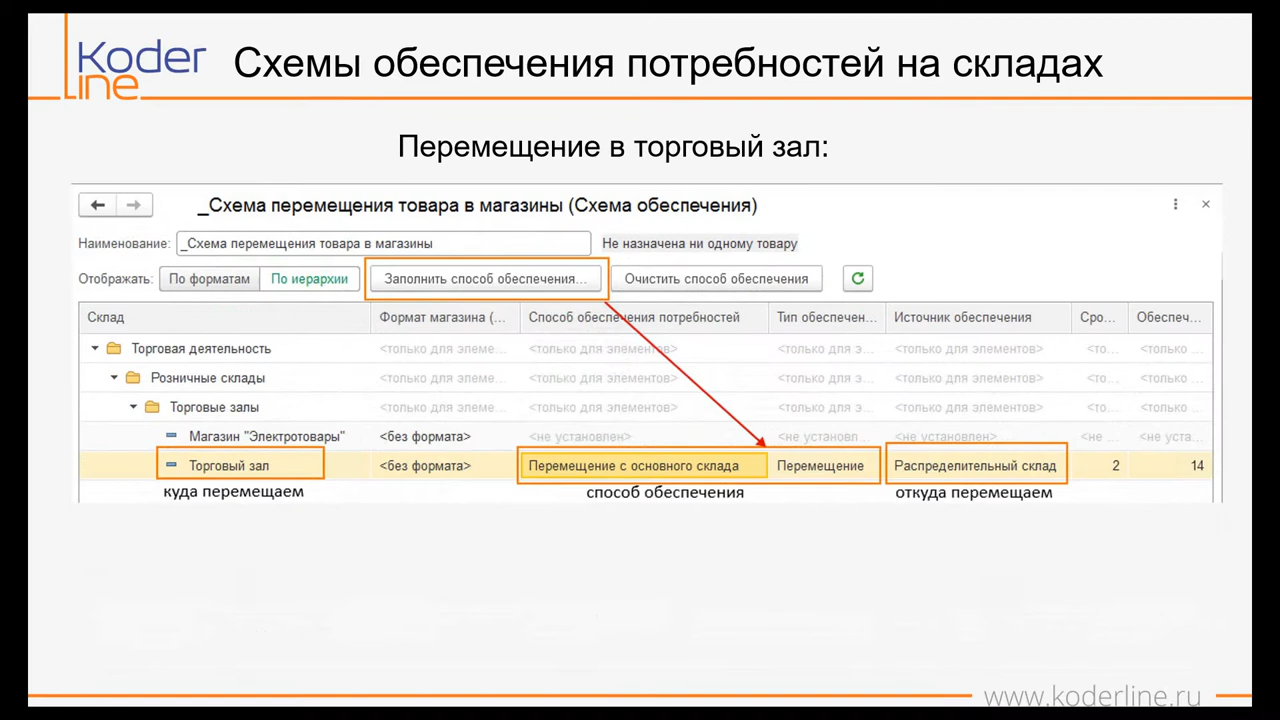 Koder
line
Схемы обеспечения потребностей на складах
Перемещение в торговый зал:
_Схема перемещения товара в магазины (Схема обеспечения)
Наименование: _Схема перемещения товара в магазины Не назначена ни одному товару
Отображать: По форматам По иерархии Заполнить способ обеспечения... Очистить способ обеспечения
Склад Формат магазина (... Способ обеспечения потребностей Тип обеспечен... Источник обеспечения Сро... Обеспеч...
Торговая деятельность <только для элеме... <только для элементов> <только для э... <только для элементов> <то... <только ...
Розничные склады <только для элеме... <только для элементов> <только для э... <только для элементов> <то... <только ...
Торговые залы <только для элеме... <только для элементов> <только для э... <только для элементов> <то... <только ...
Магазин "Электротовары" <без формата> <не установлен> <не установл... <не установлен> <не ... <не уста...
Торговый зал <без формата> Перемещение с основного склада Перемещение Распределительный склад 2 14
куда перемещаем способ обеспечения откуда перемещаем
www.koderline.ru